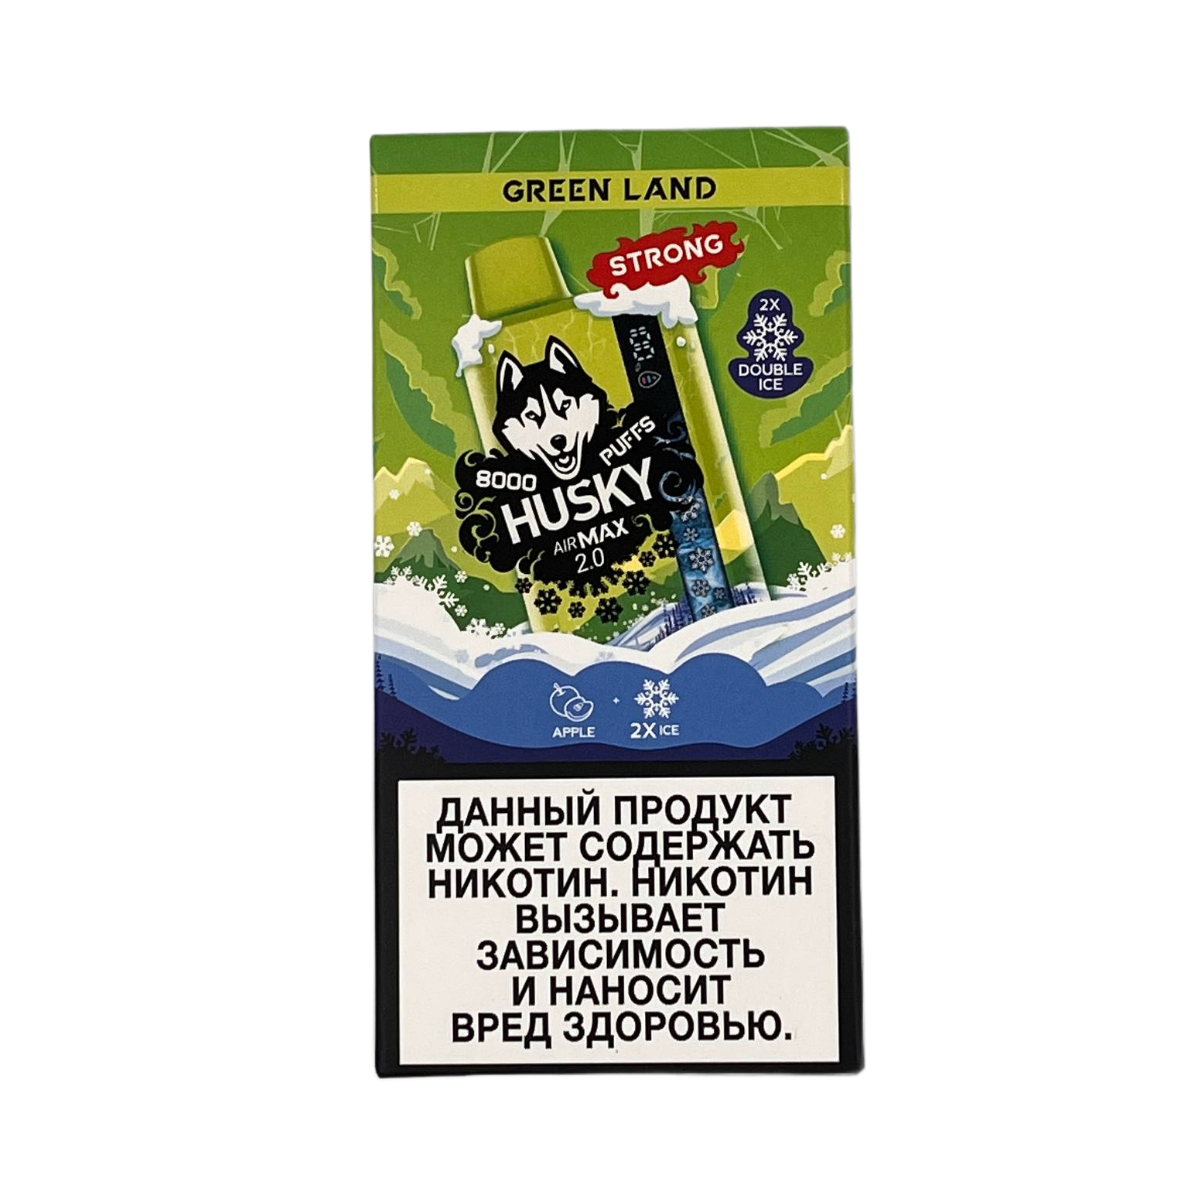 GREEN LAND
STRONG
2X
DOUBLE
ICE
8000 PUFFS
HUSKY
AIR MAX
2.0
APPLE + 2X ICE
ДАННЫЙ ПРОДУКТ
МОЖЕТ СОДЕРЖАТЬ
НИКОТИН. НИКОТИН
ВЫЗЫВАЕТ
ЗАВИСИМОСТЬ
И НАНОСИТ
ВРЕД ЗДОРОВЬЮ.